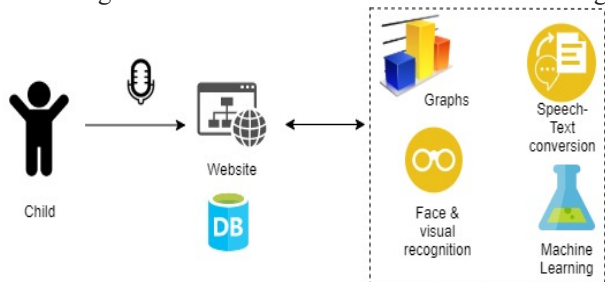 Child
Website
DB
Graphs
Speech-
Text
conversion
Face &
visual
recognition
Machine
Learning